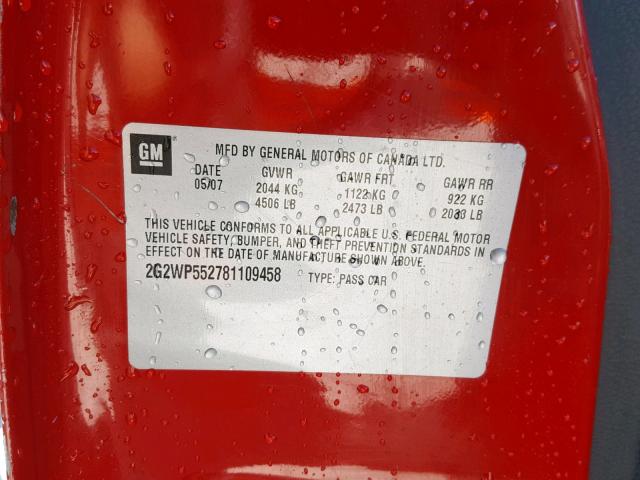 GM
MFD BY GENERAL MOTORS OF CANADA LTD.
DATE GVWR GAWR FRT GAWR RR
05/07 2044 KG 1122 KG 922 KG
4506 LB 2473 LB 2033 LB
THIS VEHICLE CONFORMS TO ALL APPLICABLE U.S. FEDERAL MOTOR
VEHICLE SAFETY, BUMPER, AND THEFT PREVENTION STANDARDS IN
EFFECT ON THE DATE OF MANUFACTURE SHOWN ABOVE.
2G2WP552781109458 TYPE: PASS CAR